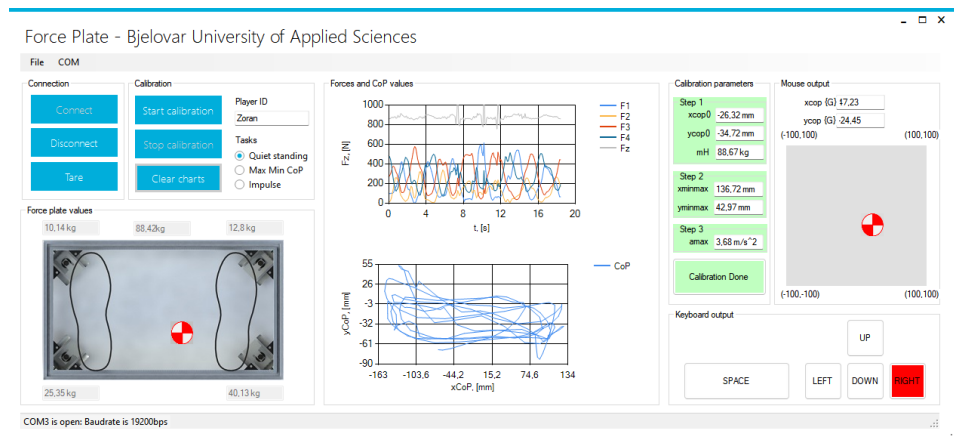 Force Plate - Bjelovar University of Applied Sciences
File COM
Connection
Connect
Disconnect
Tare
Calibration
Start calibration
Stop calibration
Clear charts
Player ID
Zoran
Tasks
Quiet standing
Max Min CoP
Impulse
Force plate values
10,14 kg 88,42kg 12,8 kg
25,35 kg 40,13 kg
Forces and CoP values
Fz, [N]
1000
800
600
400
200
0
0 4 8 12 16 20
t, [s]
F1
F2
F3
F4
Fz
yCoP, [mm]
55
26
-3
-32
-61
-90
-163 -103,6 -44,2 15,2 74,6 134
xCoP, [mm]
CoP
Calibration parameters
Step 1
xcop0 -26,32 mm
ycop0 -34,72 mm
mH 88,67 kg
Step 2
xminmax 136,72 mm
yminmax 42,97 mm
Step 3
amax 3,68 m/s^2
Calibration Done
Mouse output
xcop (G) 47,23
ycop (G) -24,45
(-100,100) (100,100)
(-100,-100) (100,100)
Keyboard output
UP
SPACE LEFT DOWN RIGHT
COM3 is open: Baudrate is 19200bps